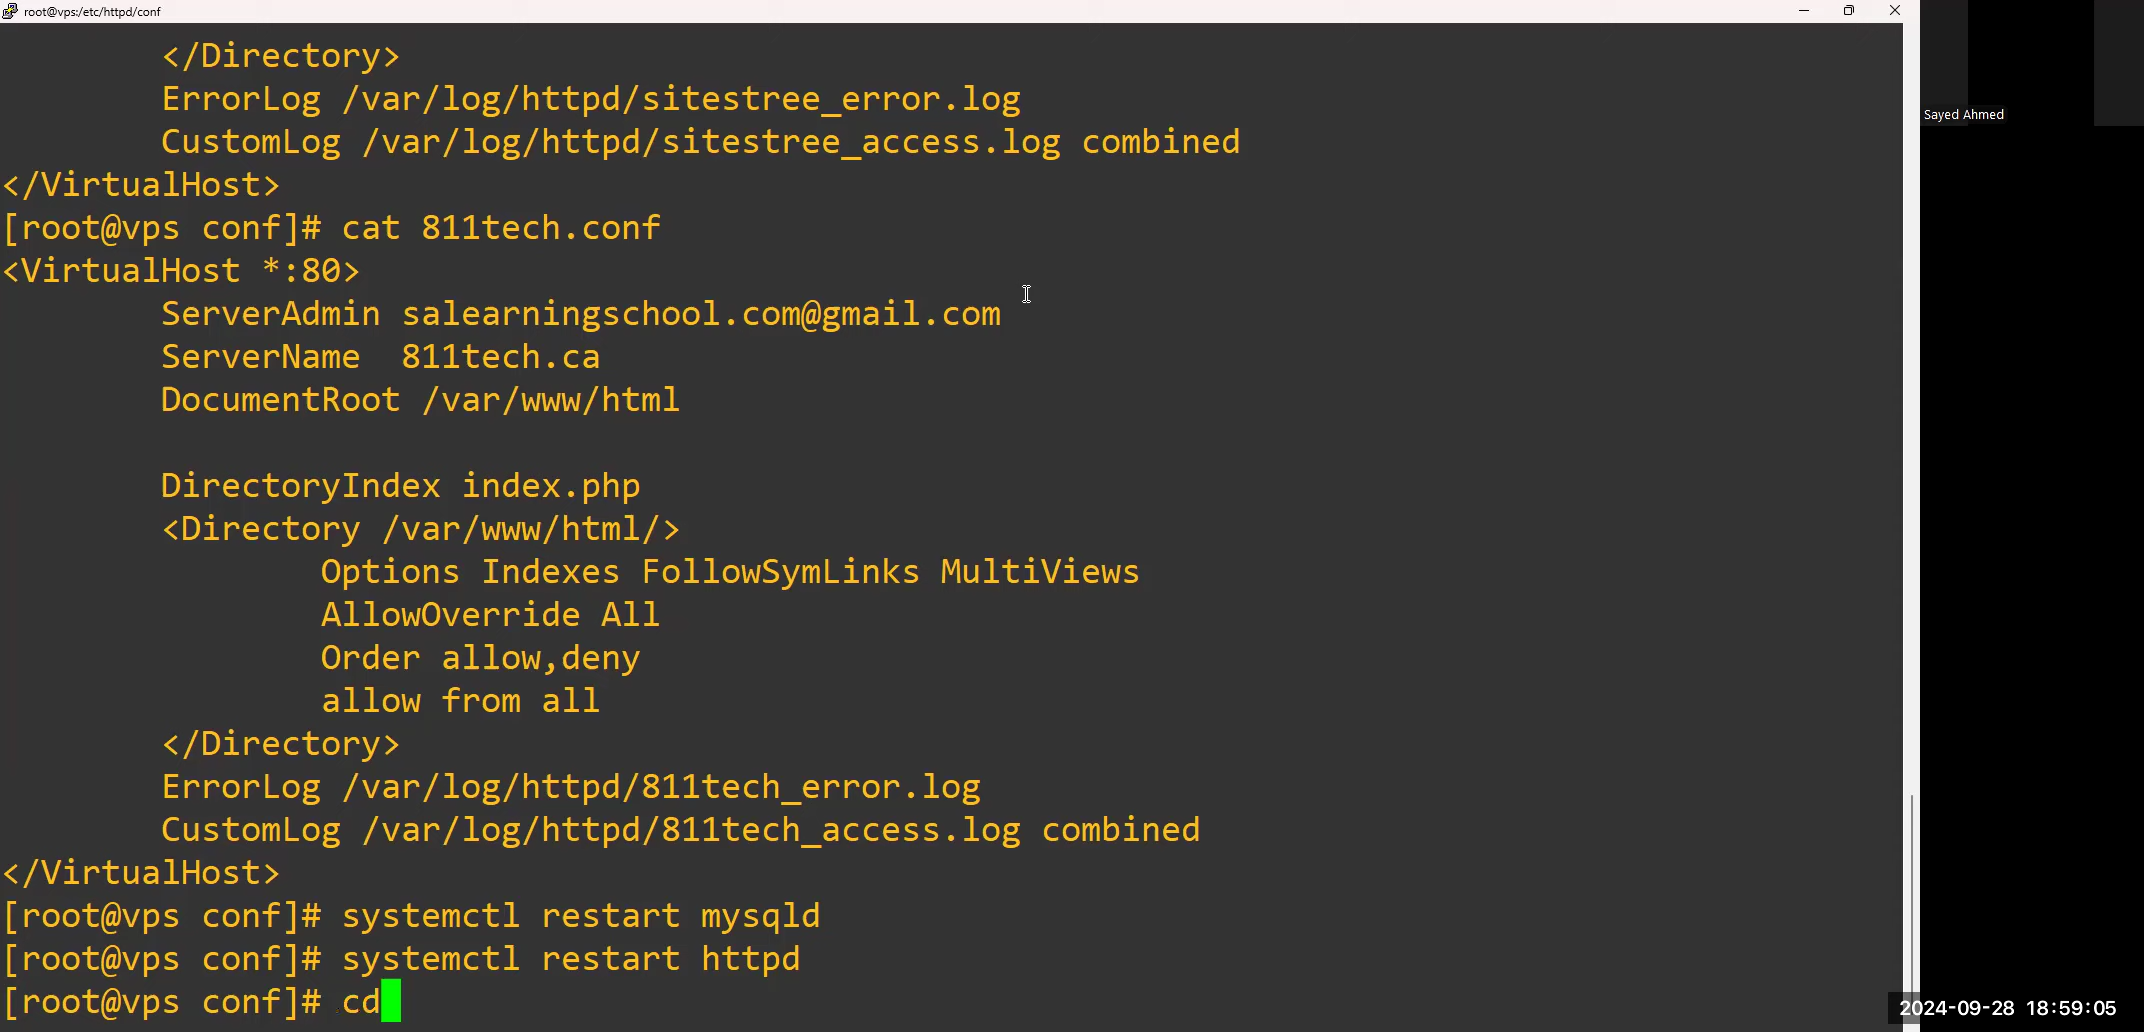 root@vps:/etc/httpd/conf
</Directory>
ErrorLog /var/log/httpd/sitestree_error.log
CustomLog /var/log/httpd/sitestree_access.log combined
</VirtualHost>
[root@vps conf]# cat 811tech.conf
<VirtualHost *:80>
ServerAdmin salearningschool.com@gmail.com
ServerName  811tech.ca
DocumentRoot /var/www/html
DirectoryIndex index.php
<Directory /var/www/html/>
Options Indexes FollowSymLinks MultiViews
AllowOverride All
Order allow,deny
allow from all
</Directory>
ErrorLog /var/log/httpd/811tech_error.log
CustomLog /var/log/httpd/811tech_access.log combined
</VirtualHost>
[root@vps conf]# systemctl restart mysqld
[root@vps conf]# systemctl restart httpd
[root@vps conf]# cd
Sayed Ahmed
2024-09-28 18:59:05